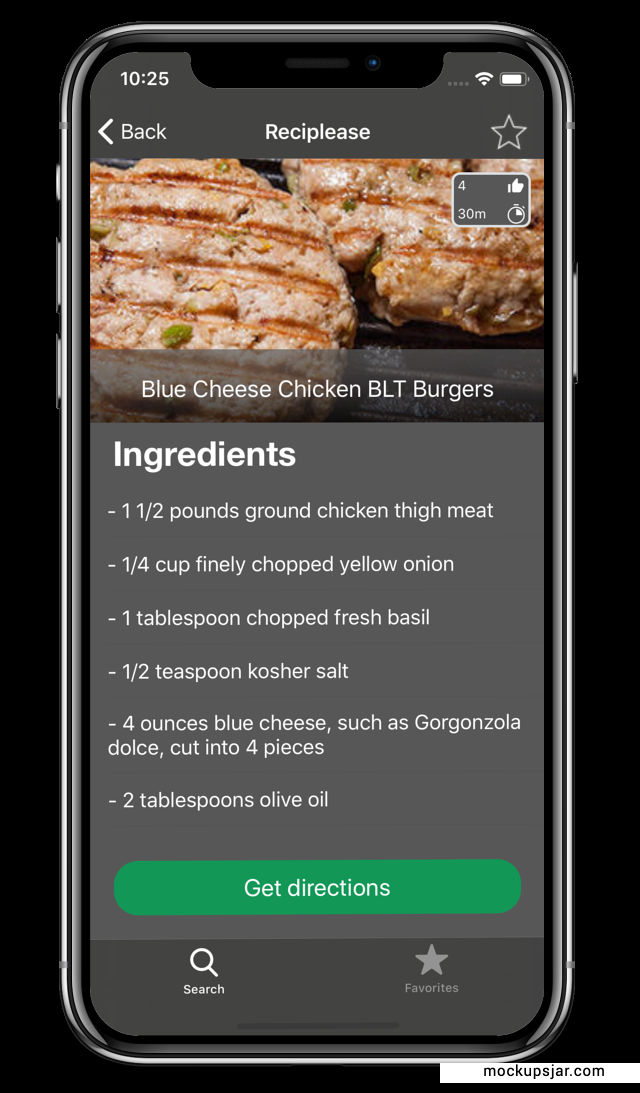 10:25
Back
Reciplease
4
30m
Blue Cheese Chicken BLT Burgers
Ingredients
- 1 1/2 pounds ground chicken thigh meat
- 1/4 cup finely chopped yellow onion
- 1 tablespoon chopped fresh basil
- 1/2 teaspoon kosher salt
- 4 ounces blue cheese, such as Gorgonzola
dolce, cut into 4 pieces
- 2 tablespoons olive oil
Get directions
Search
Favorites
mockupsjar.com